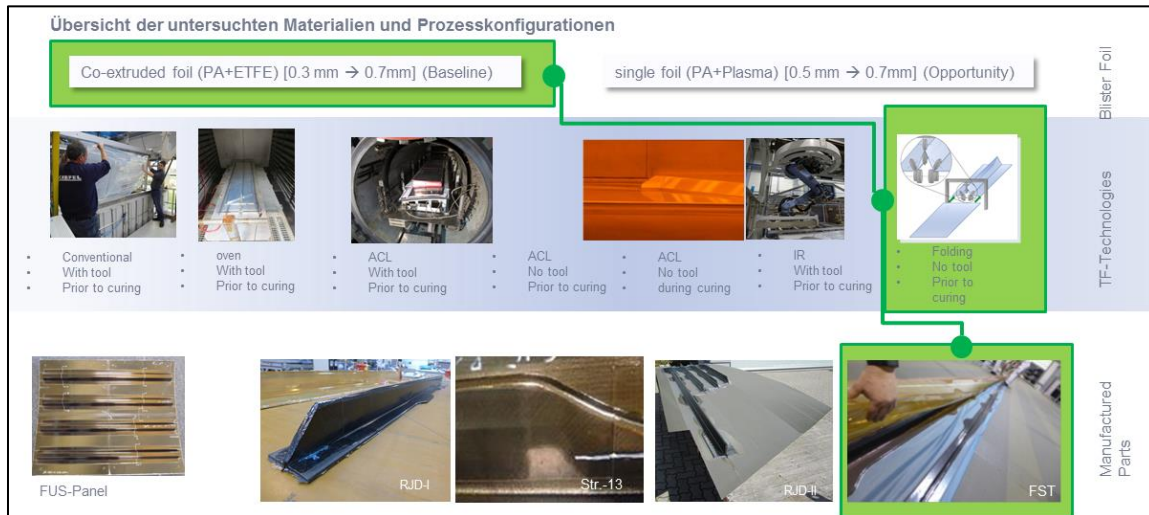 Übersicht der untersuchten Materialien und Prozesskonfigurationen
Co-extruded foil (PA+ETFE) [0.3 mm → 0.7mm] (Baseline)
single foil (PA+Plasma) [0.5 mm → 0.7mm] (Opportunity)
Blister Foil
• Conventional
• With tool
• Prior to curing
• oven
• With tool
• Prior to curing
• ACL
• With tool
• Prior to curing
• ACL
• No tool
• Prior to curing
• ACL
• No tool
• during curing
• IR
• With tool
• Prior to curing
• Folding
• No tool
• Prior to
curing
TF-Technologies
FUS-Panel
RJD-I
Str.-13
RJD-II
FST
Manufactured
Parts